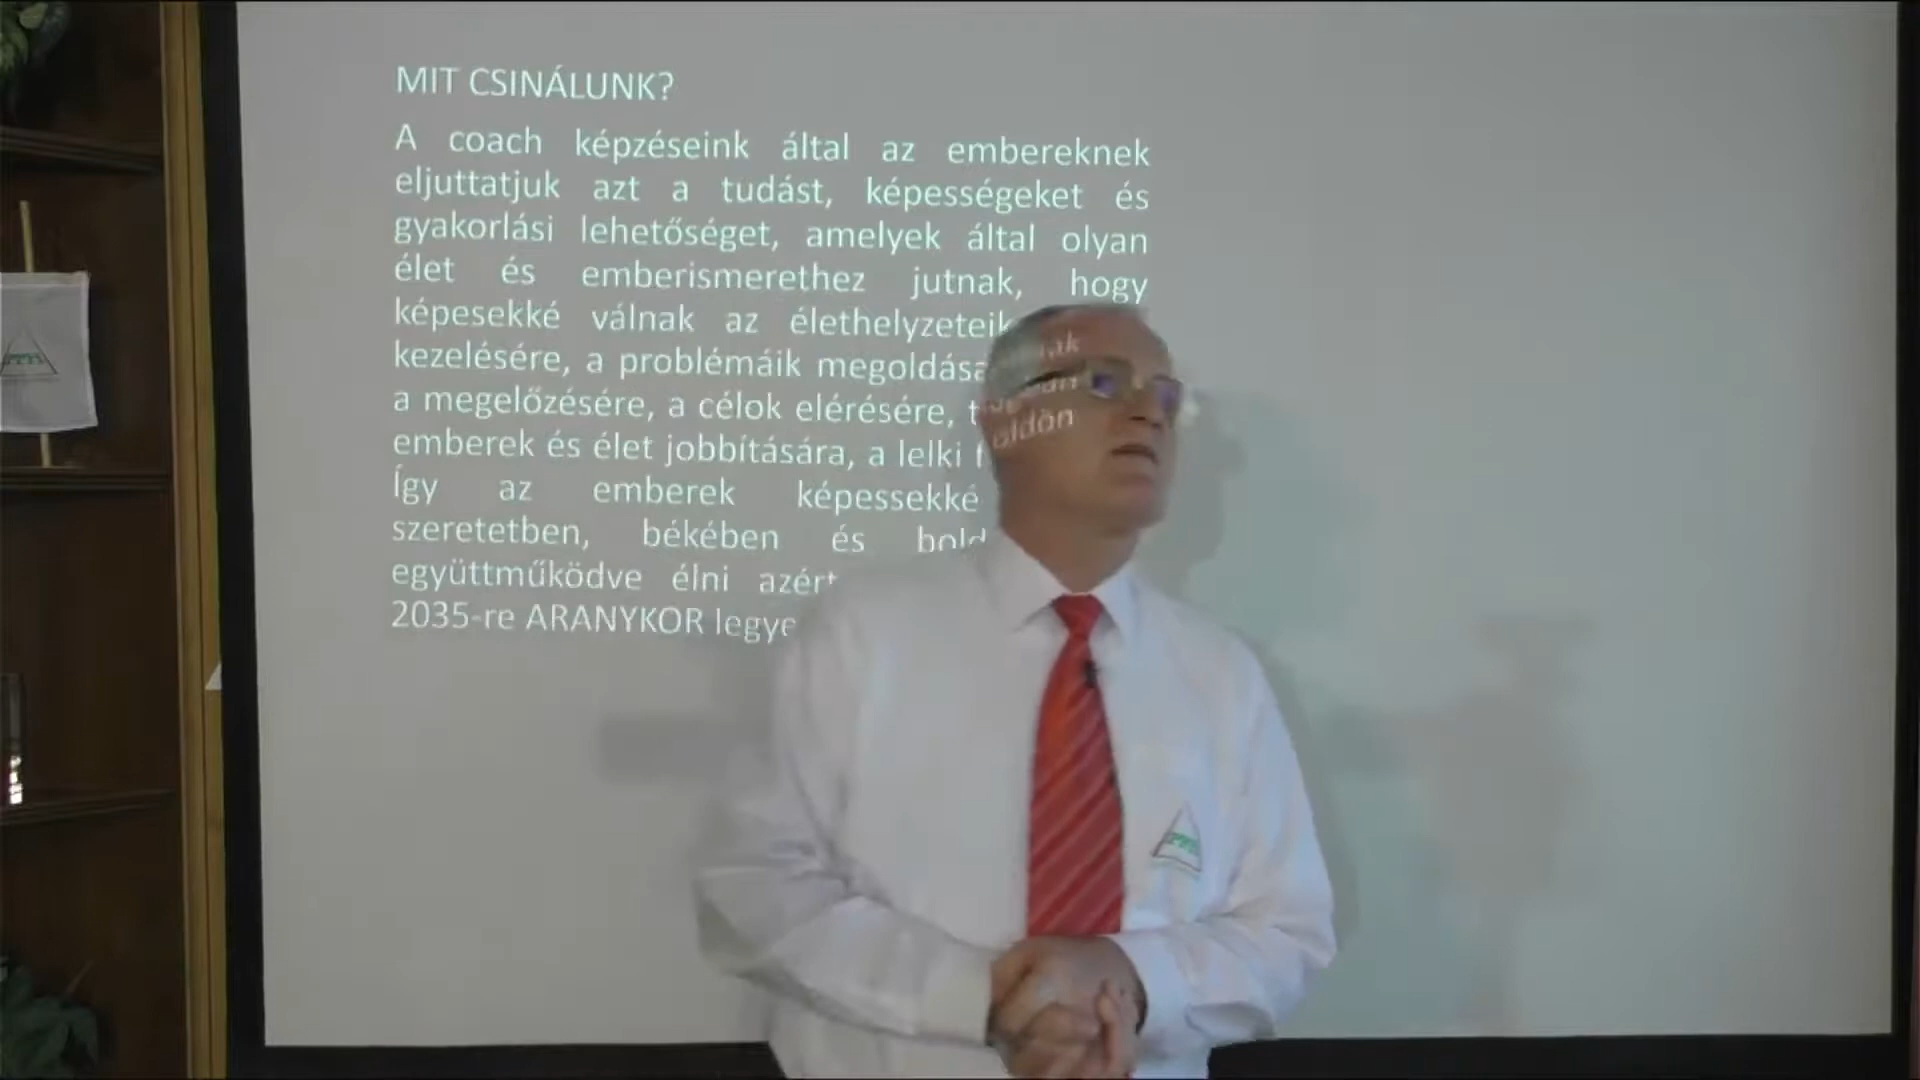 MIT CSINÁLUNK?
A coach képzéseink által az embereknek
eljuttatjuk azt a tudást, képességeket és
gyakorlási lehetőséget, amelyek által olyan
élet és emberismerethez jutnak, hogy
képesekké válnak az élethelyzeteik
kezelésére, a problémáik
a megelőzésére, a célok elérésére,
emberek és élet jobbítására, a lelki
Így az emberek képessekké
szeretetben, békében és
együttműködve élni azért
2035-re ARANYKOR